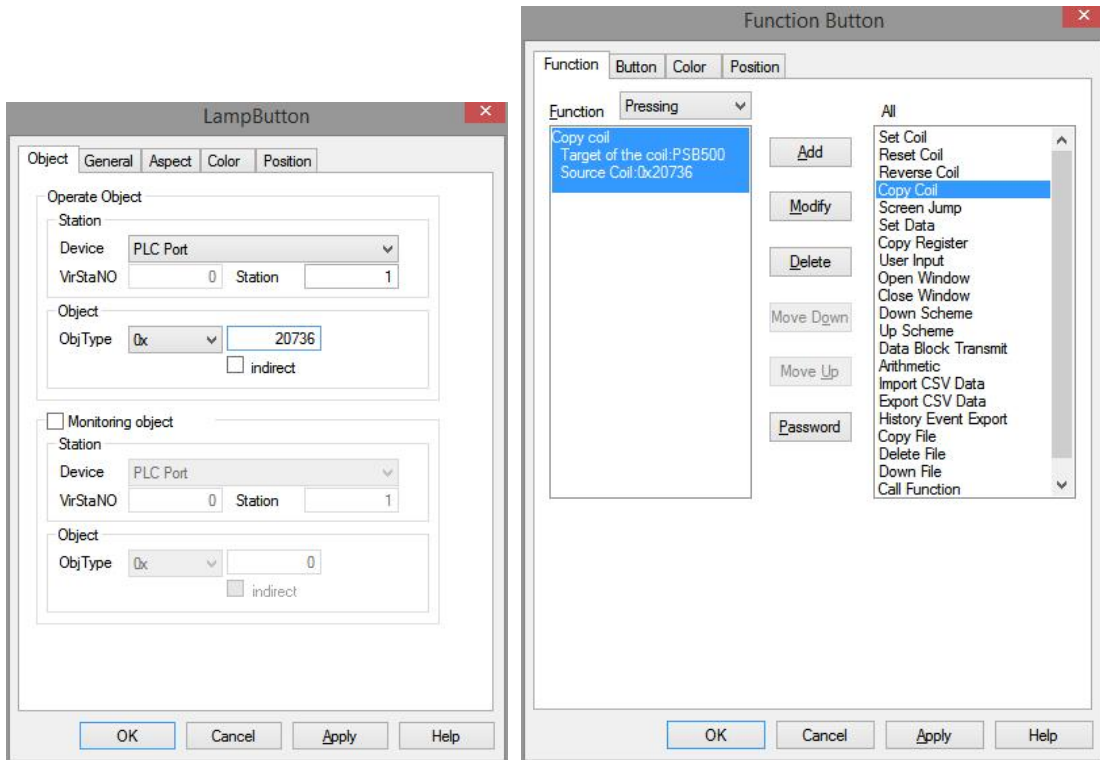 LampButton
Object General Aspect Color Position
Operate Object
Station
Device PLC Port
VirStaNO 0 Station 1
Object
ObjType 0x 20736
indirect
Monitoring object
Station
Device PLC Port
VirStaNO 0 Station 1
Object
ObjType 0x 0
indirect
OK Cancel Apply Help
Function Button
Function Button Color Position
Function Pressing
All
Copy coil
Target of the coil:PSB500
Source Coil:0x20736
Add
Modify
Delete
Move Down
Move Up
Password
Set Coil
Reset Coil
Reverse Coil
Copy Coil
Screen Jump
Set Data
Copy Register
User Input
Open Window
Close Window
Down Scheme
Up Scheme
Data Block Transmit
Arithmetic
Import CSV Data
Export CSV Data
History Event Export
Copy File
Delete File
Down File
Call Function
OK Cancel Apply Help